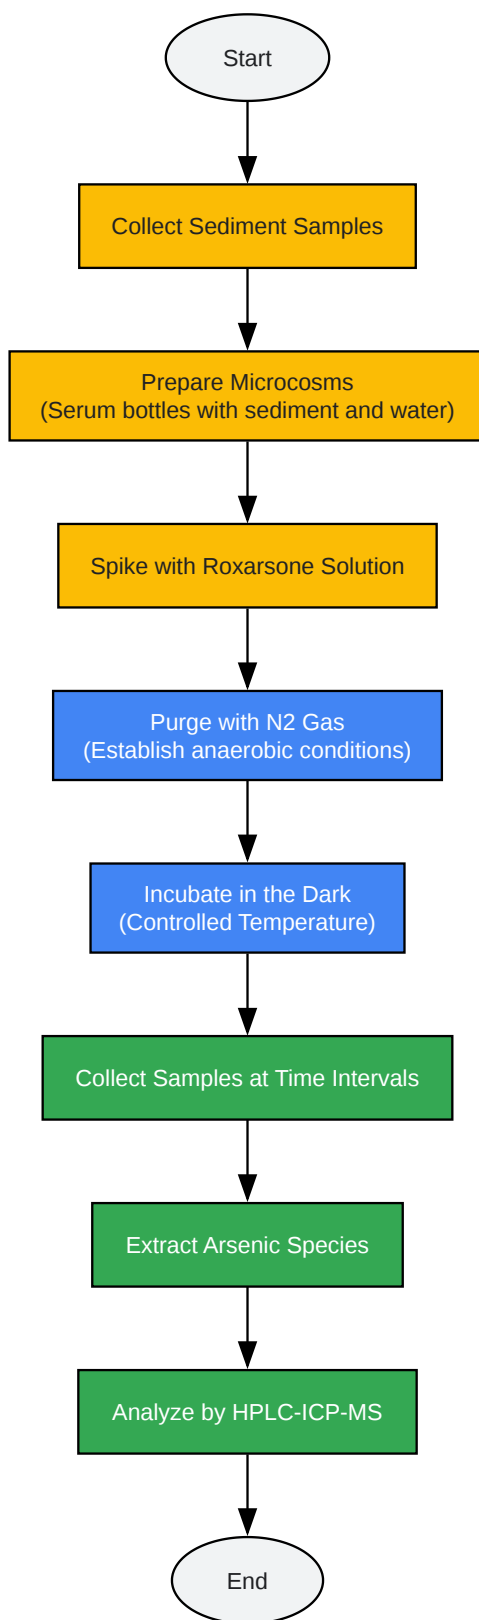 Start
Collect Sediment Samples
Prepare Microcosms
(Serum bottles with sediment and water)
Spike with Roxarsone Solution
Purge with N2 Gas
(Establish anaerobic conditions)
Incubate in the Dark
(Controlled Temperature)
Collect Samples at Time Intervals
Extract Arsenic Species
Analyze by HPLC-ICP-MS
End